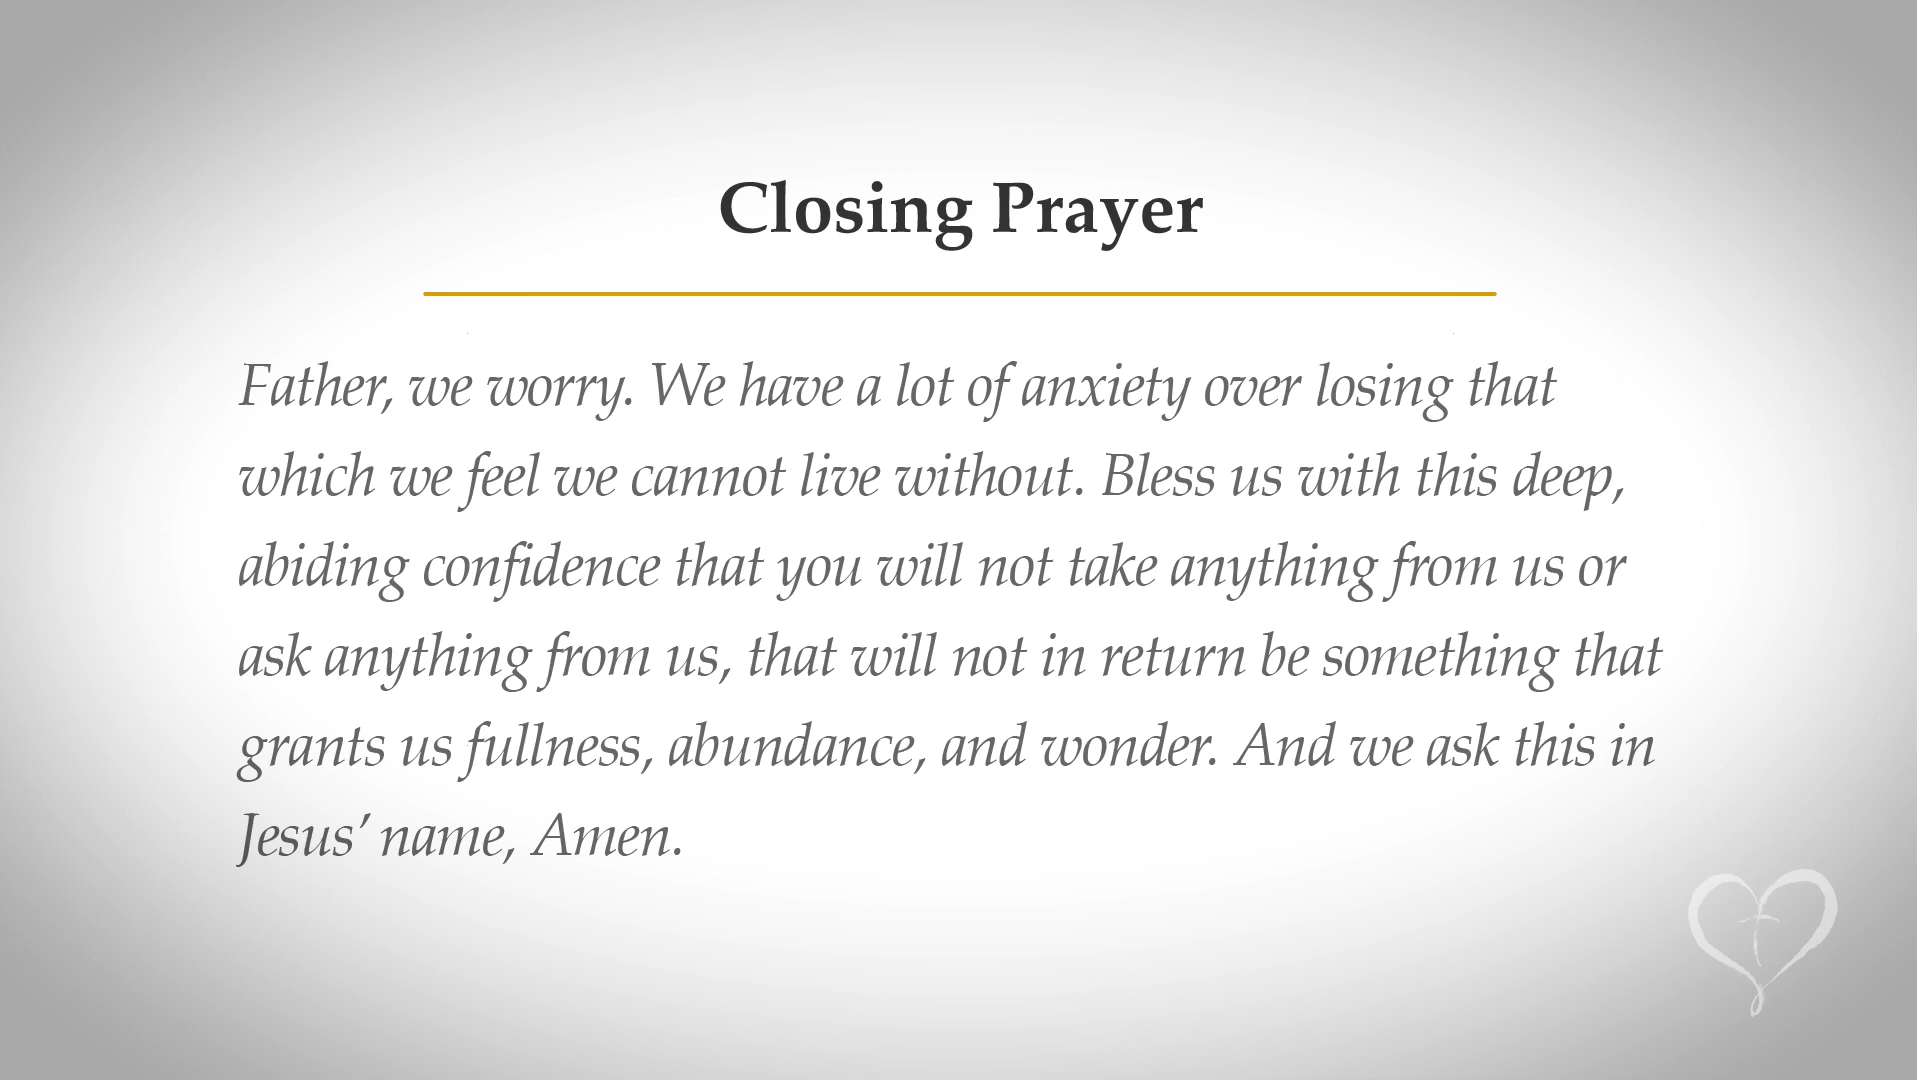 Closing Prayer
Father, we worry. We have a lot of anxiety over losing that
which we feel we cannot live without. Bless us with this deep,
abiding confidence that you will not take anything from us or
ask anything from us, that will not in return be something that
grants us fullness, abundance, and wonder. And we ask this in
Jesus’ name, Amen.